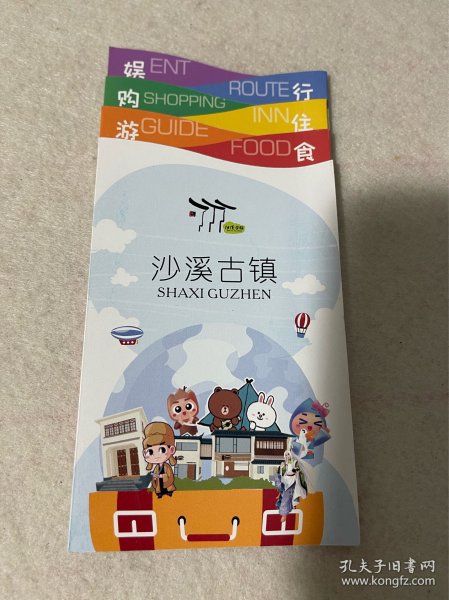 娱 ENT
ROUTE 行
购 SHOPPING
INN 住
游 GUIDE
FOOD 食
沙溪古镇
SHAXI GUZHEN
孔夫子旧书网
www.kongfz.com